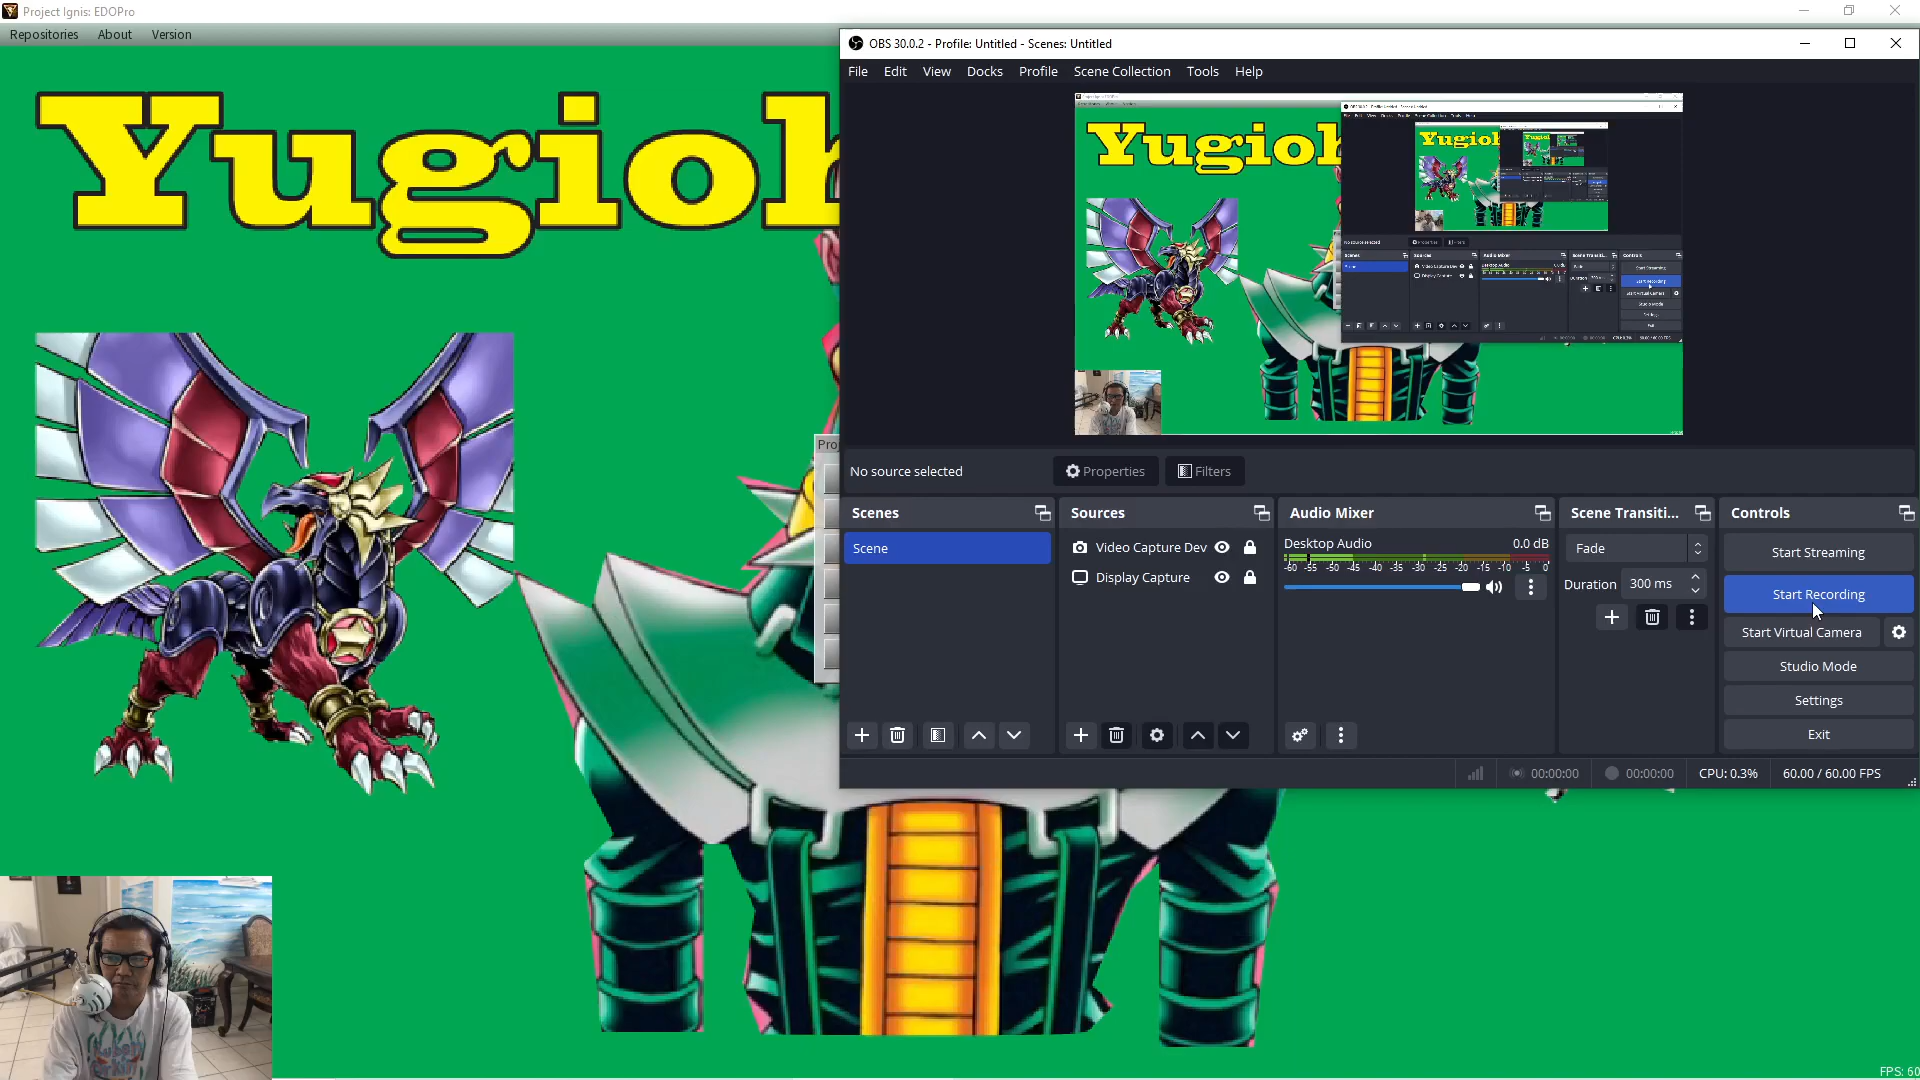 Project Ignis: EDOPro
Repositories About Version
Yugioh
Pro
OBS 30.0.2 - Profile: Untitled - Scenes: Untitled
File Edit View Docks Profile Scene Collection Tools Help
Yugioh
Yugioh
No source selected
Properties
Filters
Scenes
Scene
Sources
Video Capture Dev
Display Capture
Audio Mixer
Desktop Audio 0.0 dB
-60 -55 -50 -45 -40 -35 -30 -25 -20 -15 -10 -5 0
Scene Transiti...
Fade
Duration 300 ms
Controls
Start Streaming
Start Recording
Start Virtual Camera
Studio Mode
Settings
Exit
00:00:00 00:00:00 CPU: 0.3% 60.00 / 60.00 FPS
FPS: 60